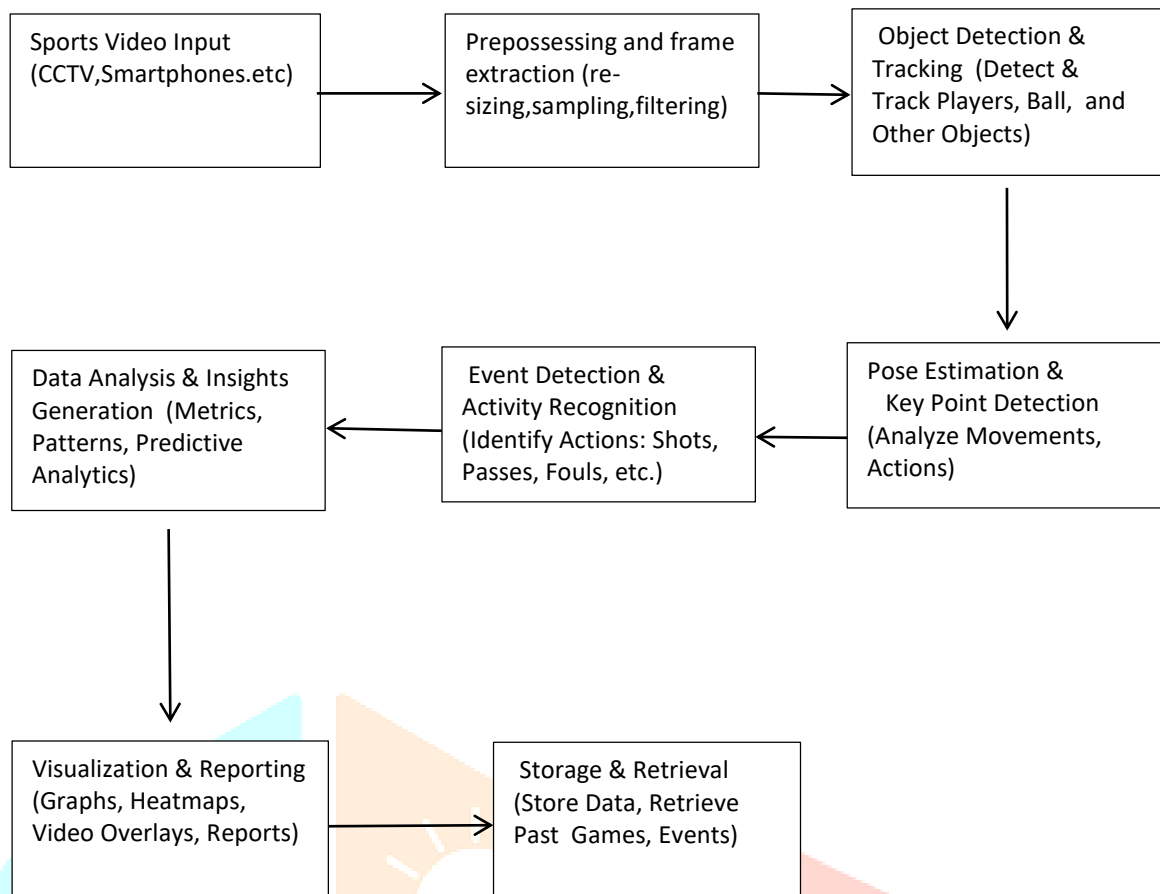 Sports Video Input
(CCTV,Smartphones.etc)
Prepossessing and frame
extraction (re-
sizing,sampling,filtering)
Object Detection &
Tracking (Detect &
Track Players, Ball, and
Other Objects)
Pose Estimation &
Key Point Detection
(Analyze Movements,
Actions)
Event Detection &
Activity Recognition
(Identify Actions: Shots,
Passes, Fouls, etc.)
Data Analysis & Insights
Generation (Metrics,
Patterns, Predictive
Analytics)
Visualization & Reporting
(Graphs, Heatmaps,
Video Overlays, Reports)
Storage & Retrieval
(Store Data, Retrieve
Past Games, Events)